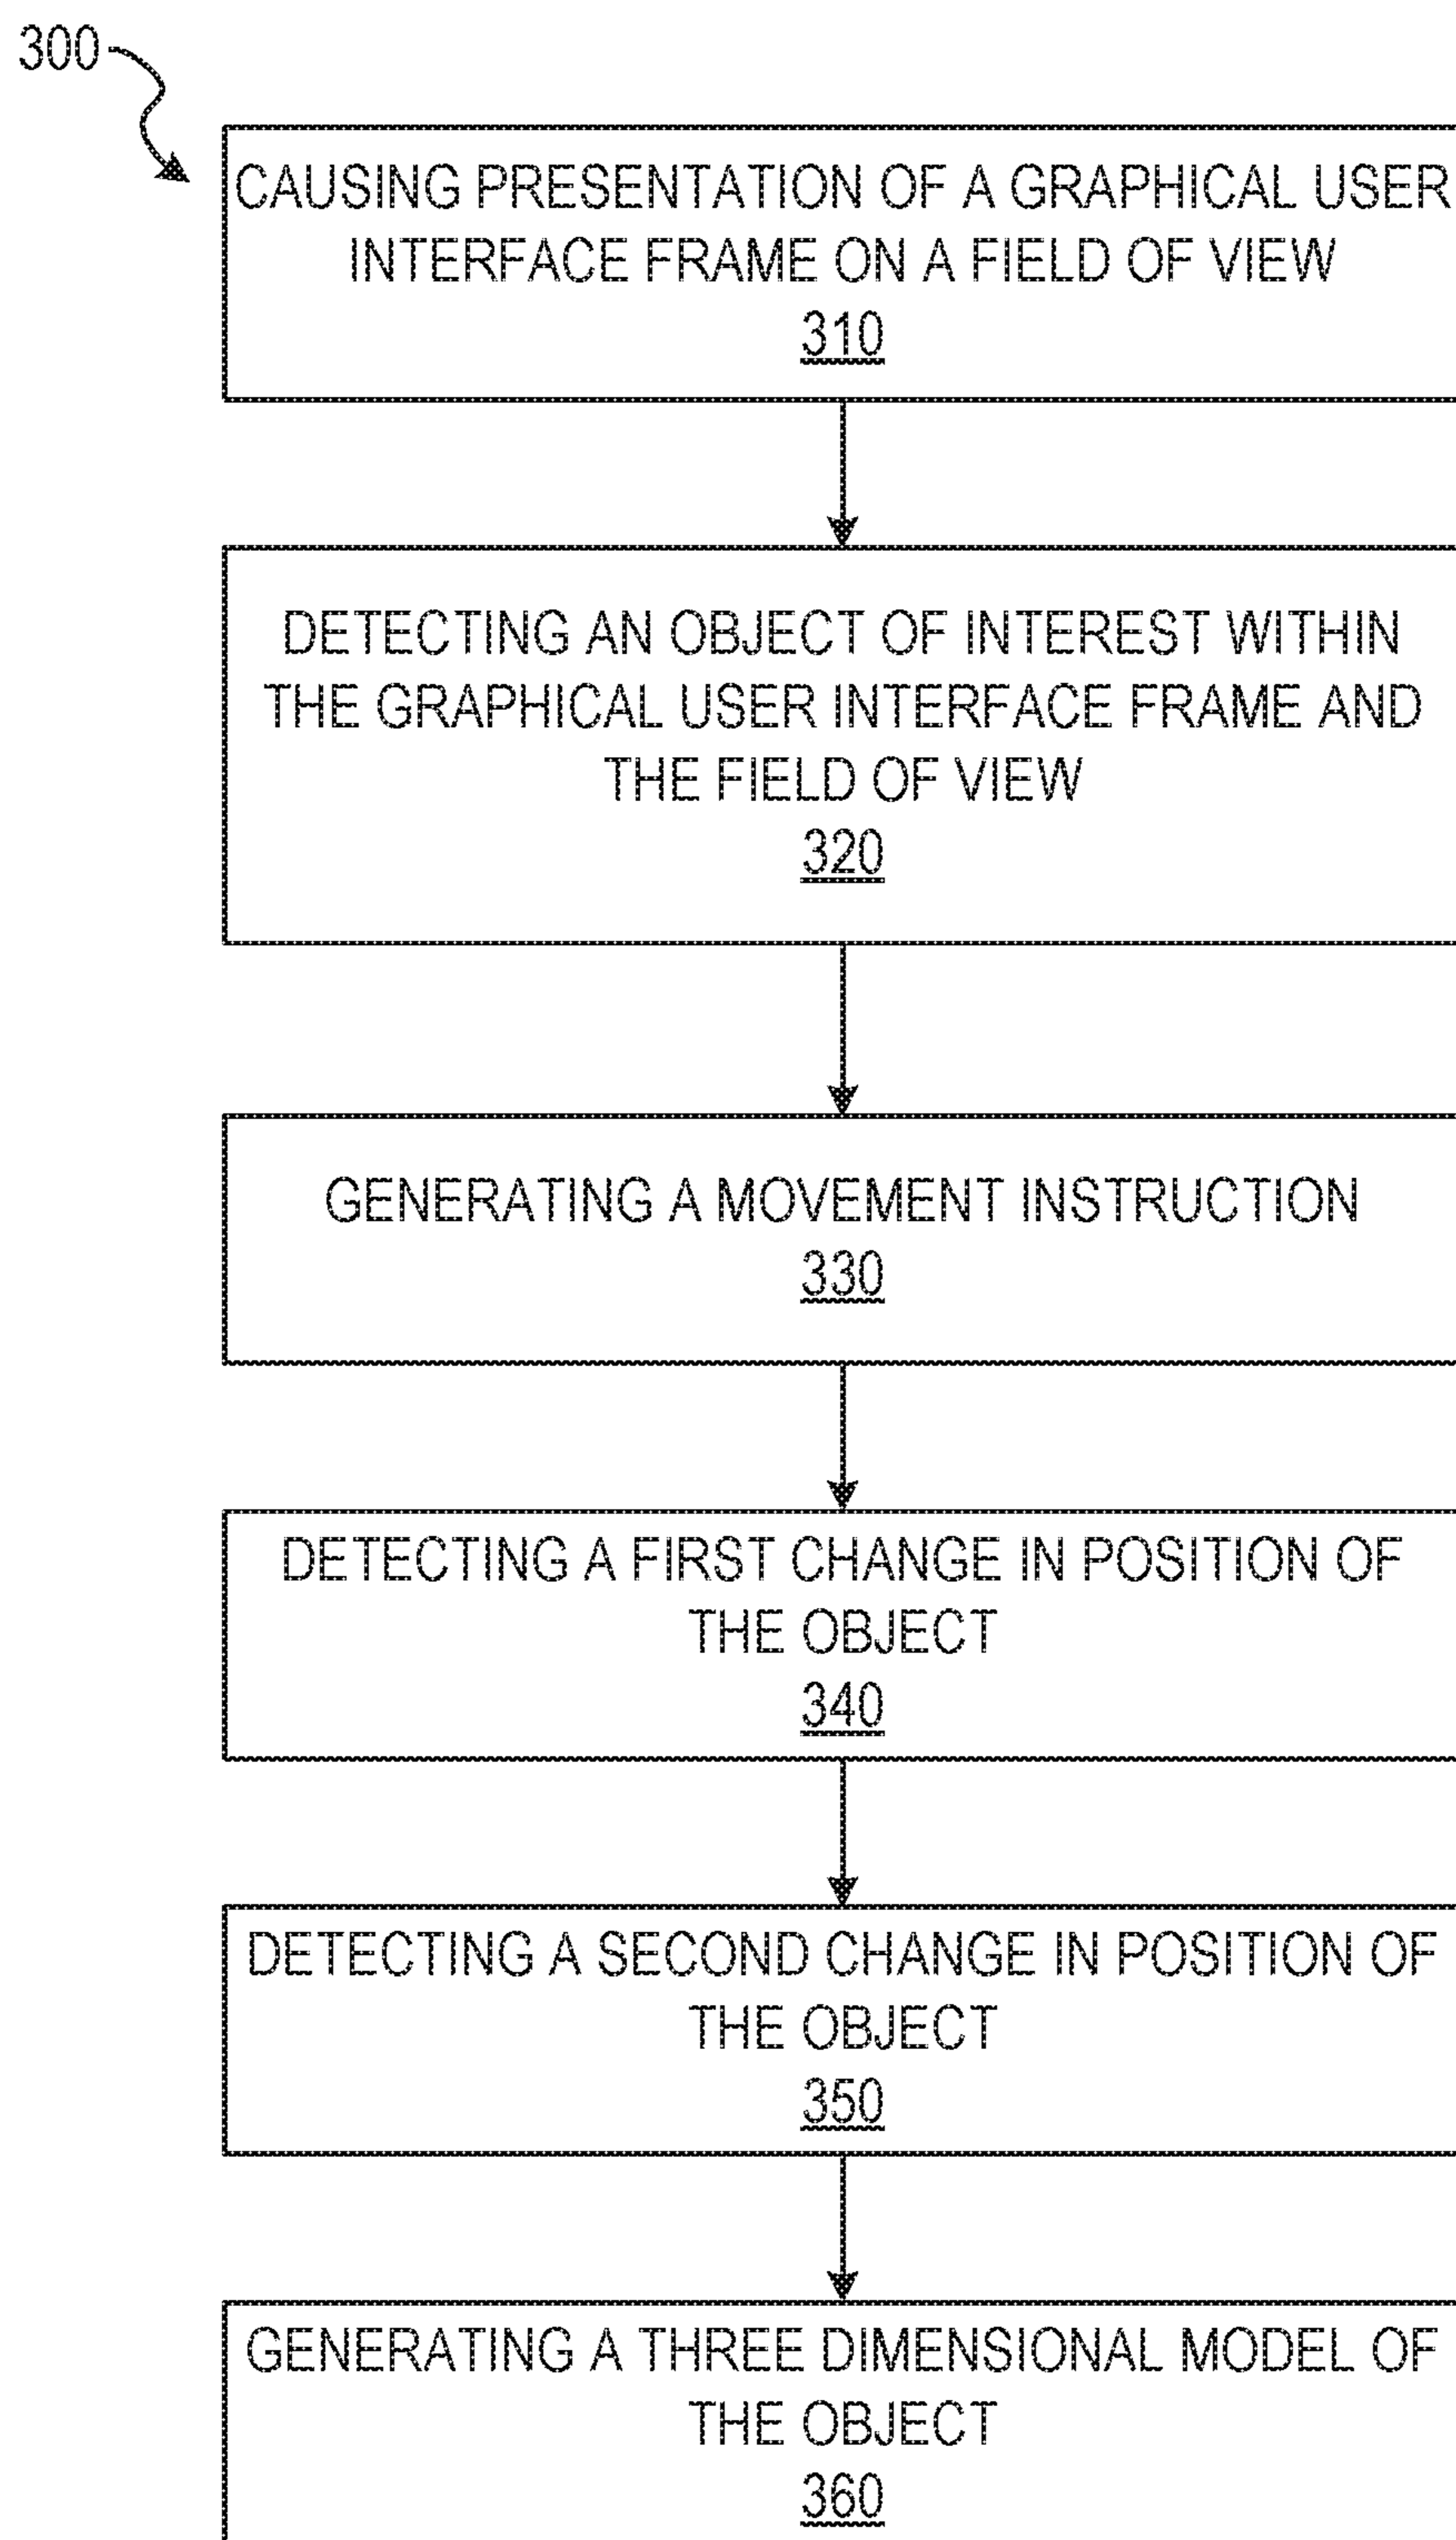 300
CAUSING PRESENTATION OF A GRAPHICAL USER
INTERFACE FRAME ON A FIELD OF VIEW
310
DETECTING AN OBJECT OF INTEREST WITHIN
THE GRAPHICAL USER INTERFACE FRAME AND
THE FIELD OF VIEW
320
GENERATING A MOVEMENT INSTRUCTION
330
DETECTING A FIRST CHANGE IN POSITION OF
THE OBJECT
340
DETECTING A SECOND CHANGE IN POSITION OF
THE OBJECT
350
GENERATING A THREE DIMENSIONAL MODEL OF
THE OBJECT
360